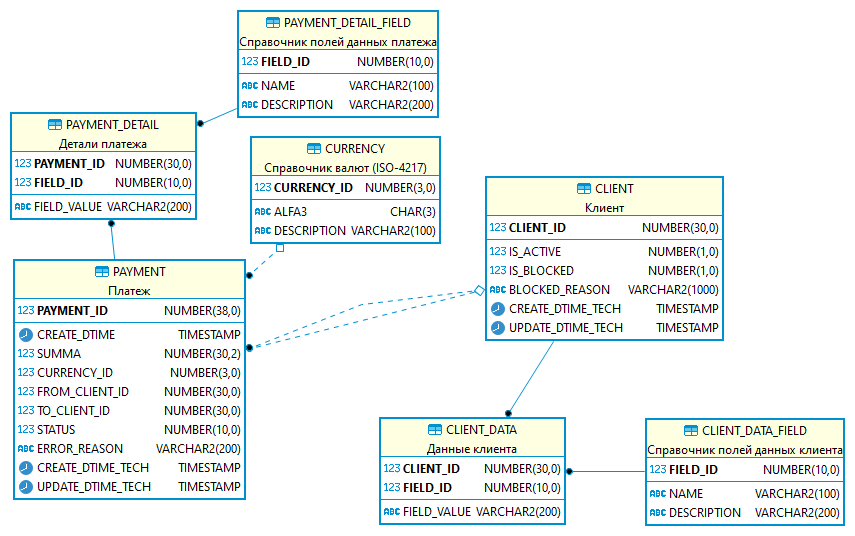 PAYMENT_DETAIL_FIELD
Справочник полей данных платежа
123 FIELD_ID NUMBER(10,0)
ABC NAME VARCHAR2(100)
ABC DESCRIPTION VARCHAR2(200)
PAYMENT_DETAIL
Детали платежа
123 PAYMENT_ID NUMBER(30,0)
123 FIELD_ID NUMBER(10,0)
ABC FIELD_VALUE VARCHAR2(200)
CURRENCY
Справочник валют (ISO-4217)
123 CURRENCY_ID NUMBER(3,0)
ABC ALFA3 CHAR(3)
ABC DESCRIPTION VARCHAR2(100)
CLIENT
Клиент
123 CLIENT_ID NUMBER(30,0)
123 IS_ACTIVE NUMBER(1,0)
123 IS_BLOCKED NUMBER(1,0)
ABC BLOCKED_REASON VARCHAR2(1000)
CREATE_DTIME_TECH TIMESTAMP
UPDATE_DTIME_TECH TIMESTAMP
PAYMENT
Платеж
123 PAYMENT_ID NUMBER(38,0)
CREATE_DTIME TIMESTAMP
123 SUMMA NUMBER(30,2)
123 CURRENCY_ID NUMBER(3,0)
123 FROM_CLIENT_ID NUMBER(30,0)
123 TO_CLIENT_ID NUMBER(30,0)
123 STATUS NUMBER(10,0)
ABC ERROR_REASON VARCHAR2(200)
CREATE_DTIME_TECH TIMESTAMP
UPDATE_DTIME_TECH TIMESTAMP
CLIENT_DATA
Данные клиента
123 CLIENT_ID NUMBER(30,0)
123 FIELD_ID NUMBER(10,0)
ABC FIELD_VALUE VARCHAR2(200)
CLIENT_DATA_FIELD
Справочник полей данных клиента
123 FIELD_ID NUMBER(10,0)
ABC NAME VARCHAR2(100)
ABC DESCRIPTION VARCHAR2(200)